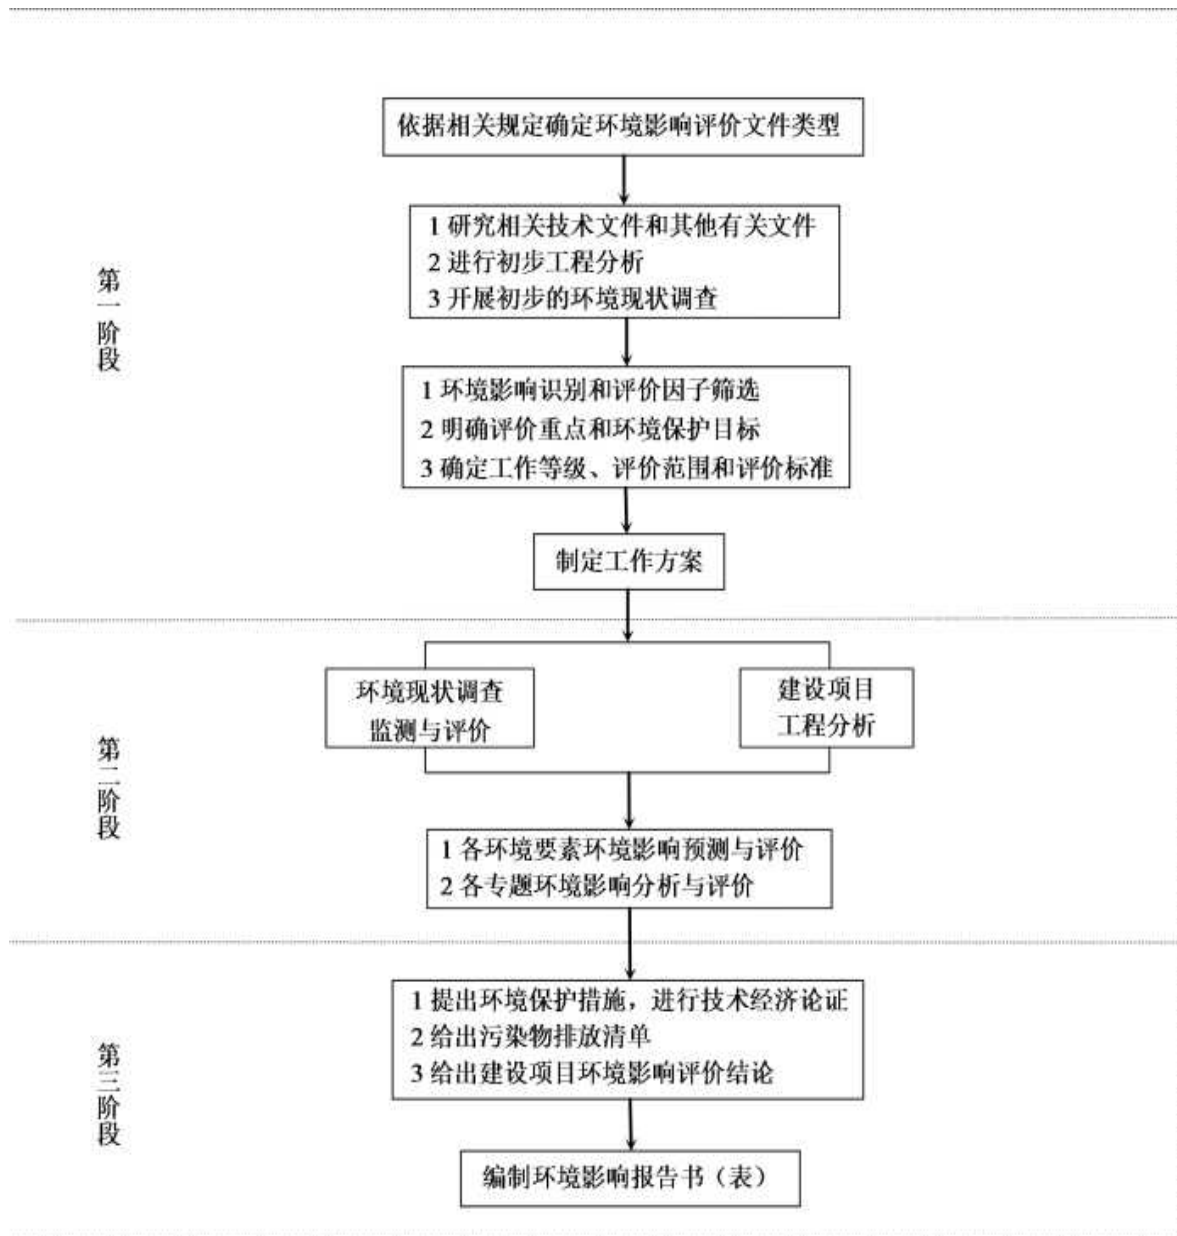 依据相关规定确定环境影响评价文件类型
1 研究相关技术文件和其他有关文件
2 进行初步工程分析
3 开展初步的环境现状调查
第一阶段
1 环境影响识别和评价因子筛选
2 明确评价重点和环境保护目标
3 确定工作等级、评价范围和评价标准
制定工作方案
环境现状调查
监测与评价
建设项目
工程分析
第二阶段
1 各环境要素环境影响预测与评价
2 各专题环境影响分析与评价
1 提出环境保护措施，进行技术经济论证
2 给出污染物排放清单
3 给出建设项目环境影响评价结论
第三阶段
编制环境影响报告书（表）